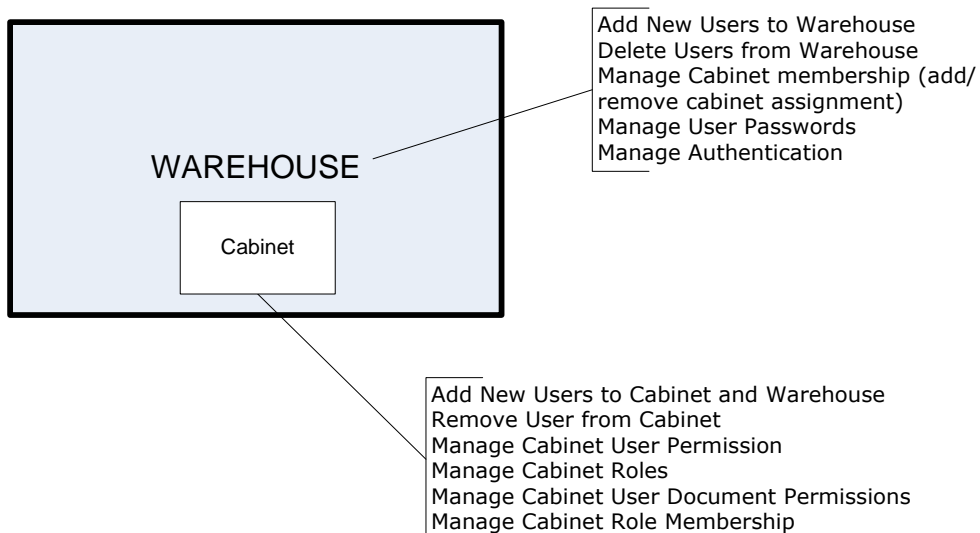 Add New Users to Warehouse
Delete Users from Warehouse
Manage Cabinet membership (add/
remove cabinet assignment)
Manage User Passwords
Manage Authentication
WAREHOUSE
Cabinet
Add New Users to Cabinet and Warehouse
Remove User from Cabinet
Manage Cabinet User Permission
Manage Cabinet Roles
Manage Cabinet User Document Permissions
Manage Cabinet Role Membership